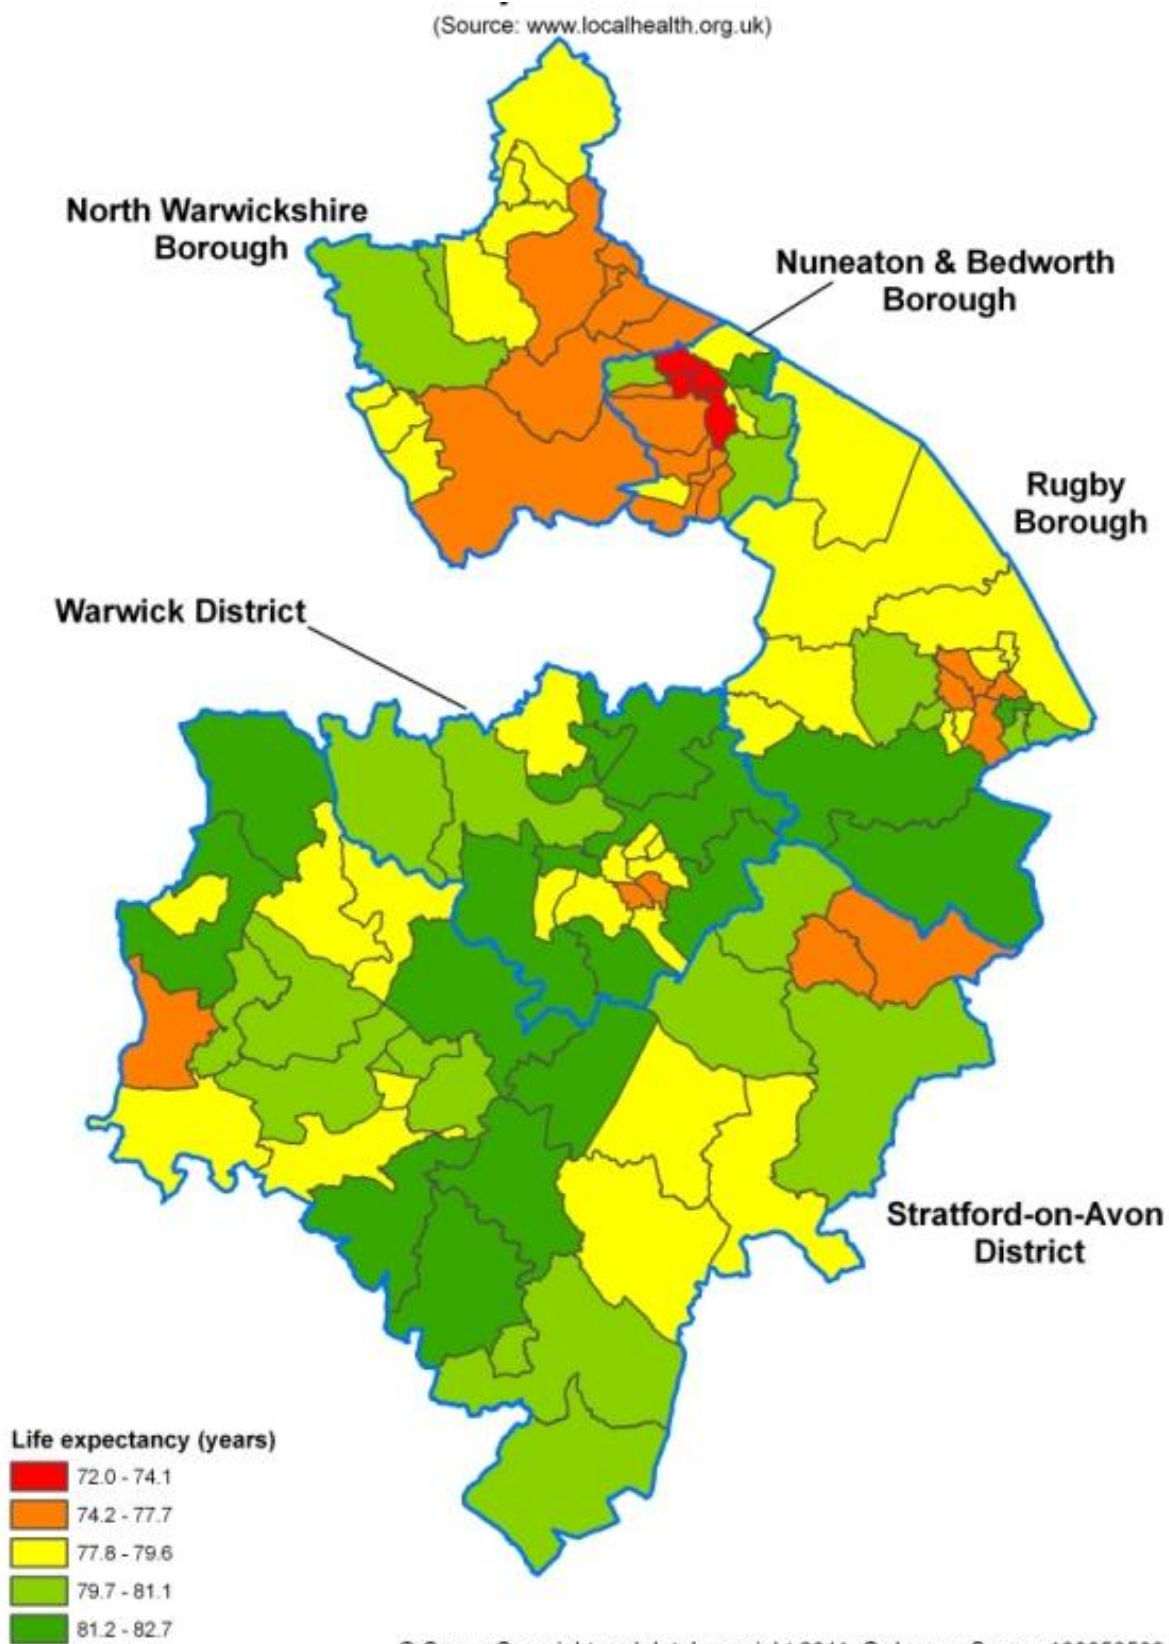 (Source: www.localhealth.org.uk)
North Warwickshire
Borough
Nuneaton & Bedworth
Borough
Rugby
Borough
Warwick District
Stratford-on-Avon
District
Life expectancy (years)
72.0 - 74.1
74.2 - 77.7
77.8 - 79.6
79.7 - 81.1
81.2 - 82.7